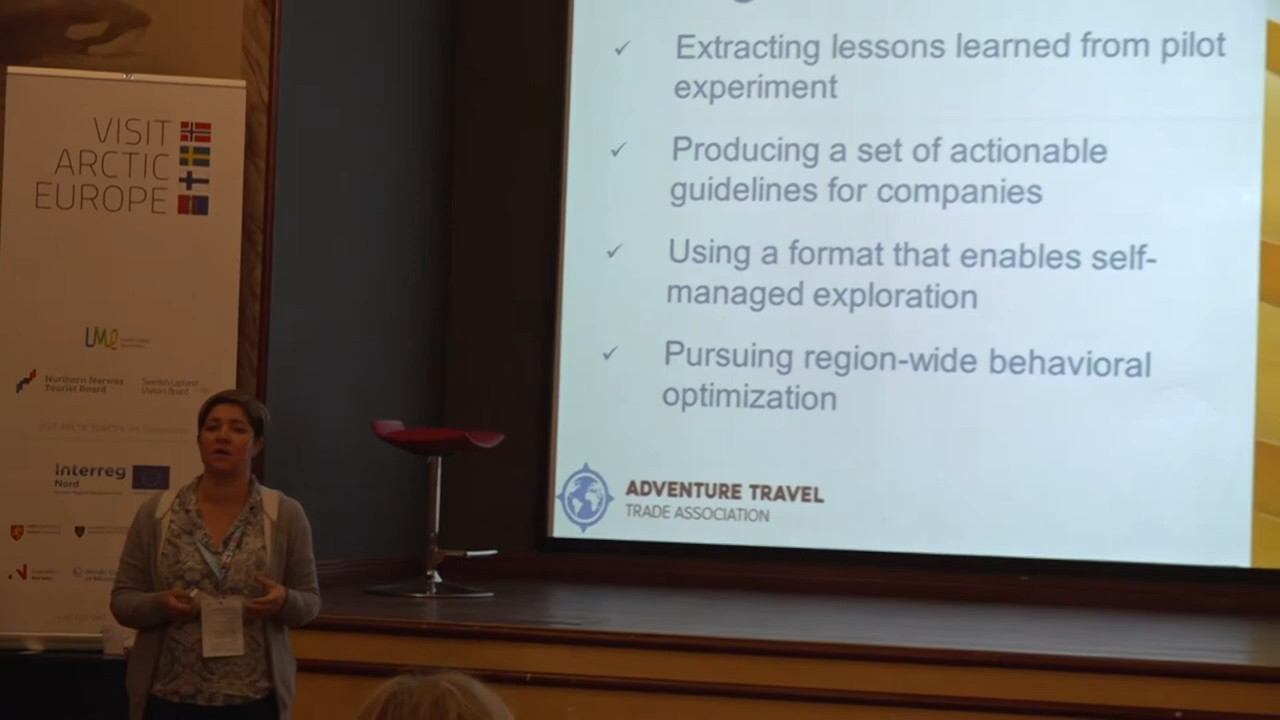 VISIT
ARCTIC
EUROPE
Northern Norway
Tourist Board
Swedish Lapland
Visitors Board
Interreg
Nord
Extracting lessons learned from pilot
experiment
Producing a set of actionable
guidelines for companies
Using a format that enables self-
managed exploration
Pursuing region-wide behavioral
optimization
ADVENTURE TRAVEL
TRADE ASSOCIATION